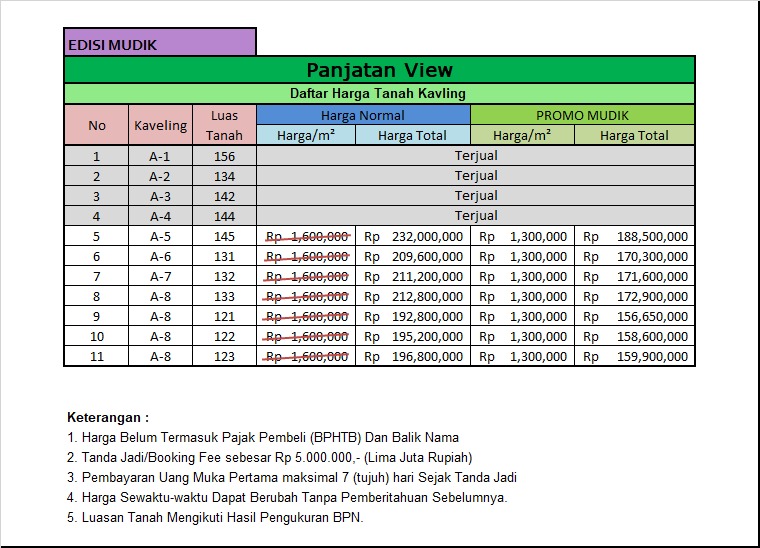 EDISI MUDIK
Panjatan View
Daftar Harga Tanah Kavling
No Kaveling Luas Tanah Harga Normal PROMO MUDIK
Harga/m² Harga Total Harga/m² Harga Total
1 A-1 156 Terjual
2 A-2 134 Terjual
3 A-3 142 Terjual
4 A-4 144 Terjual
5 A-5 145 Rp 1,600,000 Rp 232,000,000 Rp 1,300,000 Rp 188,500,000
6 A-6 131 Rp 1,600,000 Rp 209,600,000 Rp 1,300,000 Rp 170,300,000
7 A-7 132 Rp 1,600,000 Rp 211,200,000 Rp 1,300,000 Rp 171,600,000
8 A-8 133 Rp 1,600,000 Rp 212,800,000 Rp 1,300,000 Rp 172,900,000
9 A-8 121 Rp 1,600,000 Rp 192,800,000 Rp 1,300,000 Rp 156,650,000
10 A-8 122 Rp 1,600,000 Rp 195,200,000 Rp 1,300,000 Rp 158,600,000
11 A-8 123 Rp 1,600,000 Rp 196,800,000 Rp 1,300,000 Rp 159,900,000
Keterangan :
1. Harga Belum Termasuk Pajak Pembeli (BPHTB) Dan Balik Nama
2. Tanda Jadi/Booking Fee sebesar Rp 5.000.000,- (Lima Juta Rupiah)
3. Pembayaran Uang Muka Pertama maksimal 7 (tujuh) hari Sejak Tanda Jadi
4. Harga Sewaktu-waktu Dapat Berubah Tanpa Pemberitahuan Sebelumnya.
5. Luasan Tanah Mengikuti Hasil Pengukuran BPN.